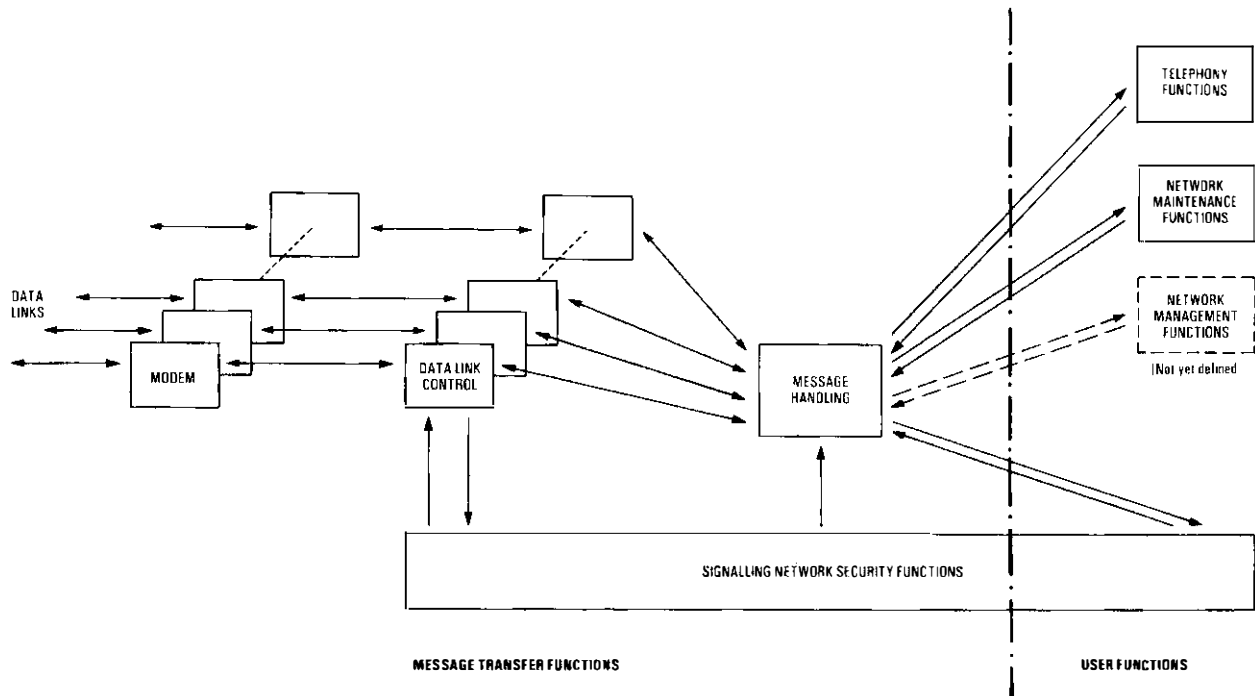 TELEPHONY
FUNCTIONS
NETWORK
MAINTENANCE
FUNCTIONS
DATA
LINKS
NETWORK
MANAGEMENT
FUNCTIONS
(Not yet defined
MODEM
DATA LINK
CONTROL
MESSAGE
HANDLING
SIGNALLING NETWORK SECURITY FUNCTIONS
MESSAGE TRANSFER FUNCTIONS
USER FUNCTIONS